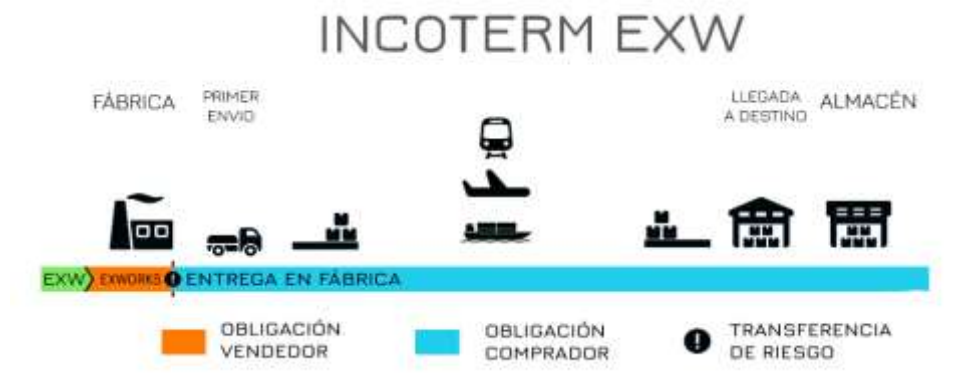 INCOTERM EXW
FÁBRICA
PRIMER
ENVIO
LLEGADA
A DESTINO
ALMACÉN
EXW
EXWORKS
ENTREGA EN FÁBRICA
OBLIGACIÓN
VENDEDOR
OBLIGACIÓN
COMPRADOR
TRANSFERENCIA
DE RIESGO